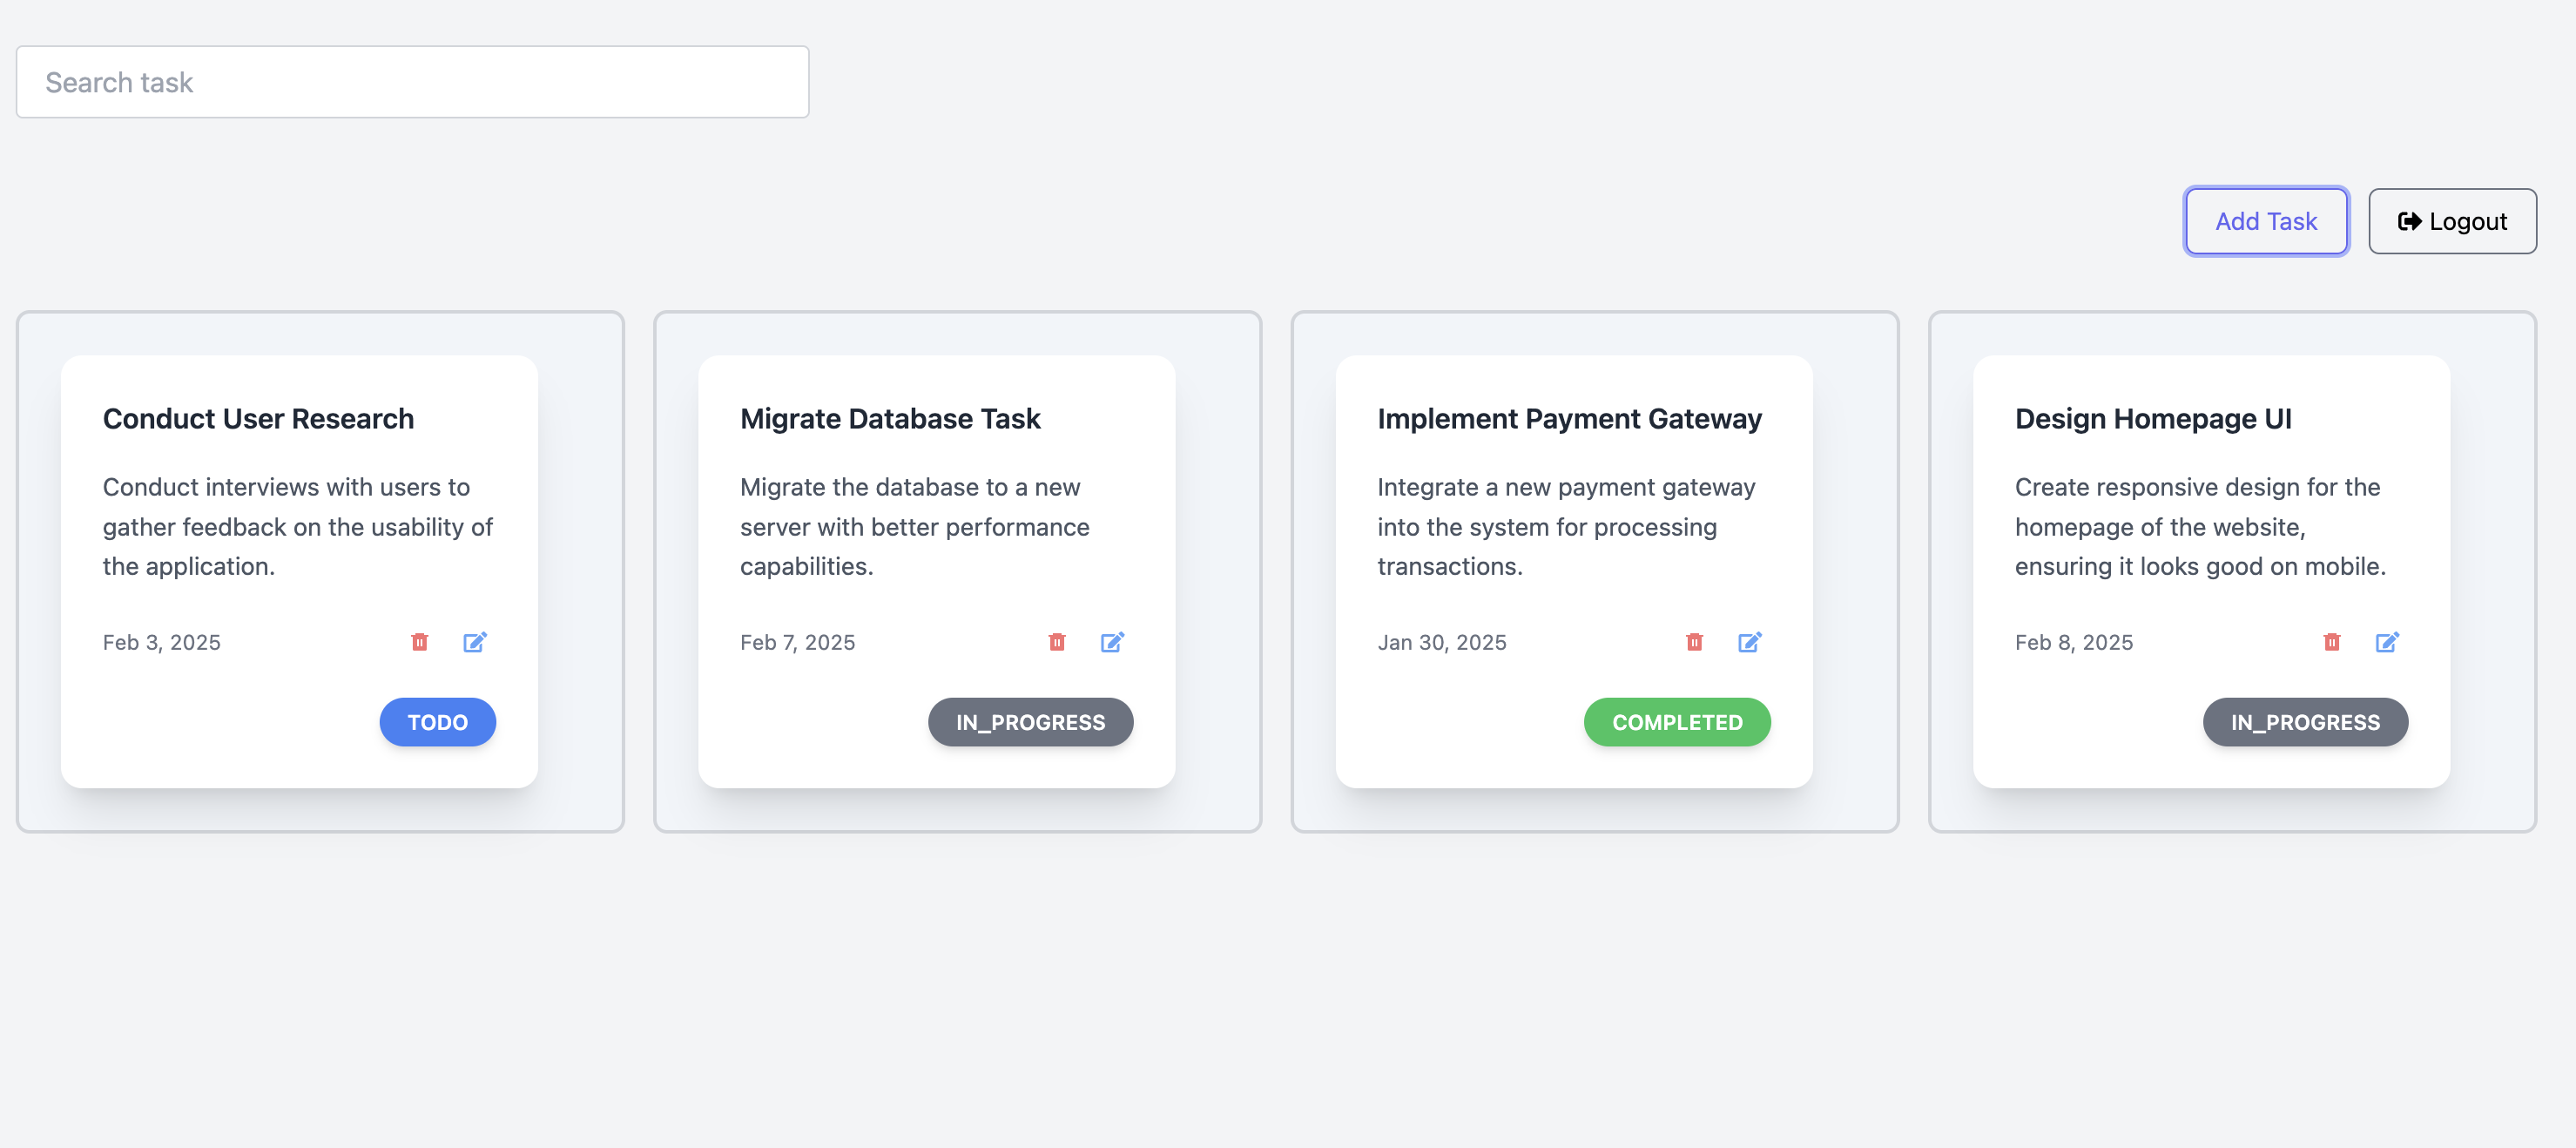 Search task
Add Task
Logout
Conduct User Research
Conduct interviews with users to
gather feedback on the usability of
the application.
Feb 3, 2025
TODO
Migrate Database Task
Migrate the database to a new
server with better performance
capabilities.
Feb 7, 2025
IN_PROGRESS
Implement Payment Gateway
Integrate a new payment gateway
into the system for processing
transactions.
Jan 30, 2025
COMPLETED
Design Homepage UI
Create responsive design for the
homepage of the website,
ensuring it looks good on mobile.
Feb 8, 2025
IN_PROGRESS